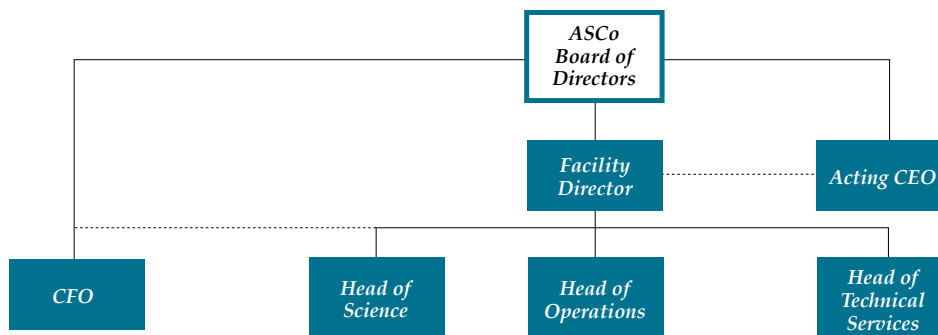 ASCo
Board of
Directors
Facility
Director
Acting CEO
CFO
Head of
Science
Head of
Operations
Head of
Technical
Services